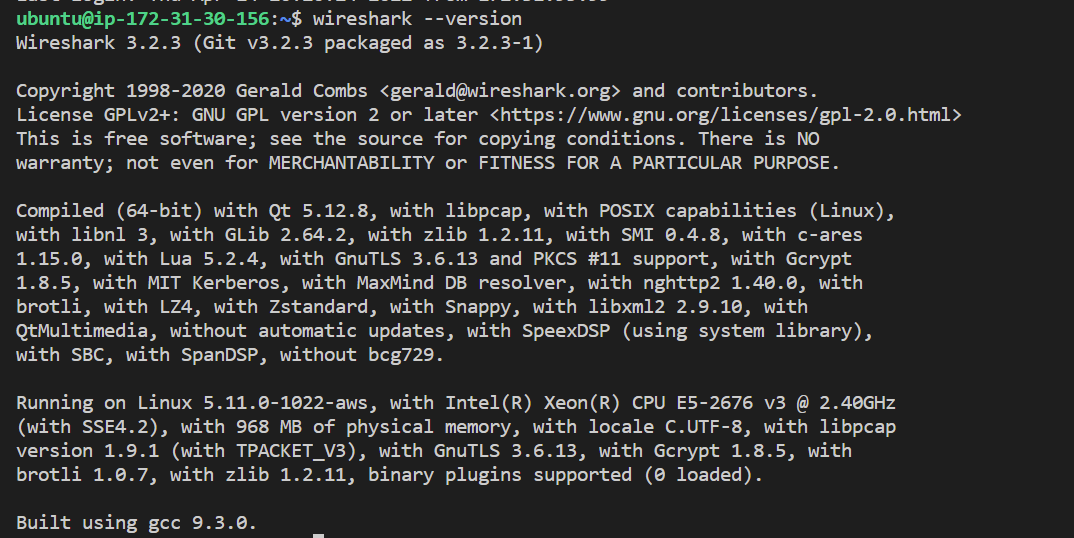 ubuntu@ip-172-31-30-156:~$ wireshark --version
Wireshark 3.2.3 (Git v3.2.3 packaged as 3.2.3-1)
Copyright 1998-2020 Gerald Combs <gerald@wireshark.org> and contributors.
License GPLv2+: GNU GPL version 2 or later <https://www.gnu.org/licenses/gpl-2.0.html>
This is free software; see the source for copying conditions. There is NO
warranty; not even for MERCHANTABILITY or FITNESS FOR A PARTICULAR PURPOSE.
Compiled (64-bit) with Qt 5.12.8, with libpcap, with POSIX capabilities (Linux),
with libnl 3, with GLib 2.64.2, with zlib 1.2.11, with SMI 0.4.8, with c-ares
1.15.0, with Lua 5.2.4, with GnuTLS 3.6.13 and PKCS #11 support, with Gcrypt
1.8.5, with MIT Kerberos, with MaxMind DB resolver, with nghttp2 1.40.0, with
brotli, with LZ4, with Zstandard, with Snappy, with libxml2 2.9.10, with
QtMultimedia, without automatic updates, with SpeexDSP (using system library),
with SBC, with SpanDSP, without bcg729.
Running on Linux 5.11.0-1022-aws, with Intel(R) Xeon(R) CPU E5-2676 v3 @ 2.40GHz
(with SSE4.2), with 968 MB of physical memory, with locale C.UTF-8, with libpcap
version 1.9.1 (with TPACKET_V3), with GnuTLS 3.6.13, with Gcrypt 1.8.5, with
brotli 1.0.7, with zlib 1.2.11, binary plugins supported (0 loaded).
Built using gcc 9.3.0.